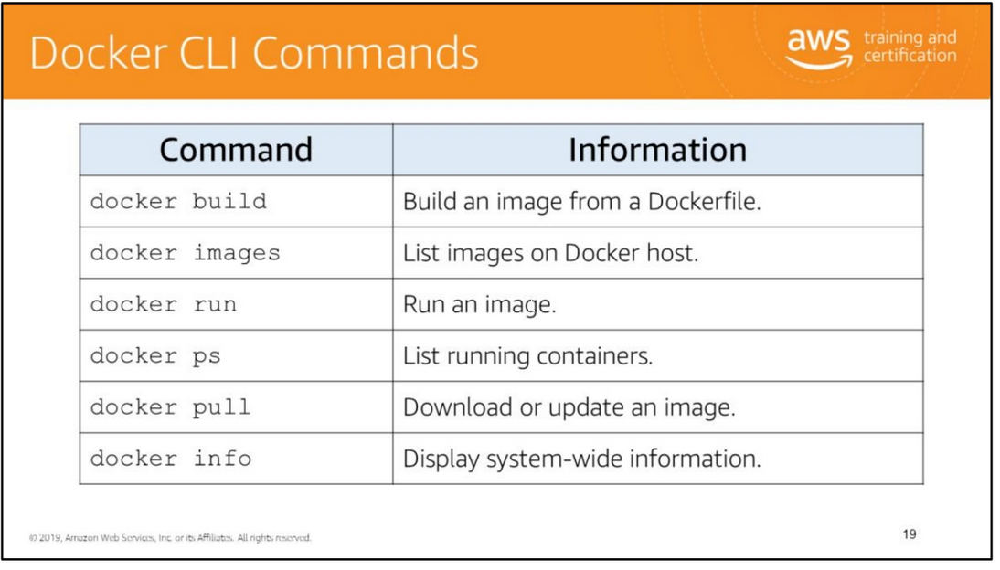 Docker CLI Commands
aws training and
certification
Command Information
docker build Build an image from a Dockerfile.
docker images List images on Docker host.
docker run Run an image.
docker ps List running containers.
docker pull Download or update an image.
docker info Display system-wide information.
© 2019, Amazon Web Services, Inc. or its Affiliates. All rights reserved.
19